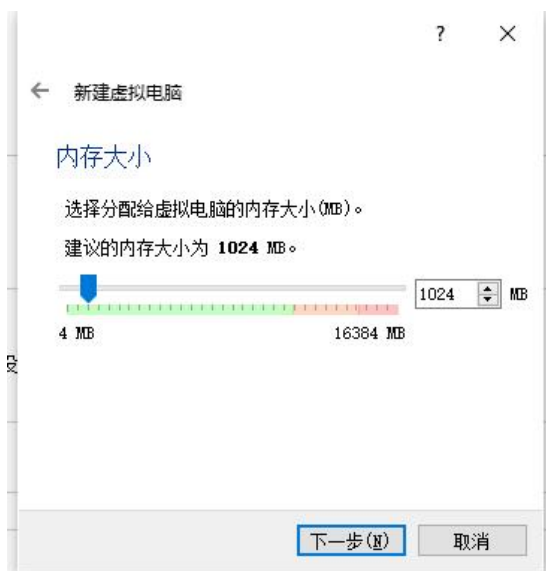 ?
新建虚拟电脑
内存大小
选择分配给虚拟电脑的内存大小(MB)。
建议的内存大小为 1024 MB。
1024 MB
4 MB 16384 MB
下一步(N) 取消